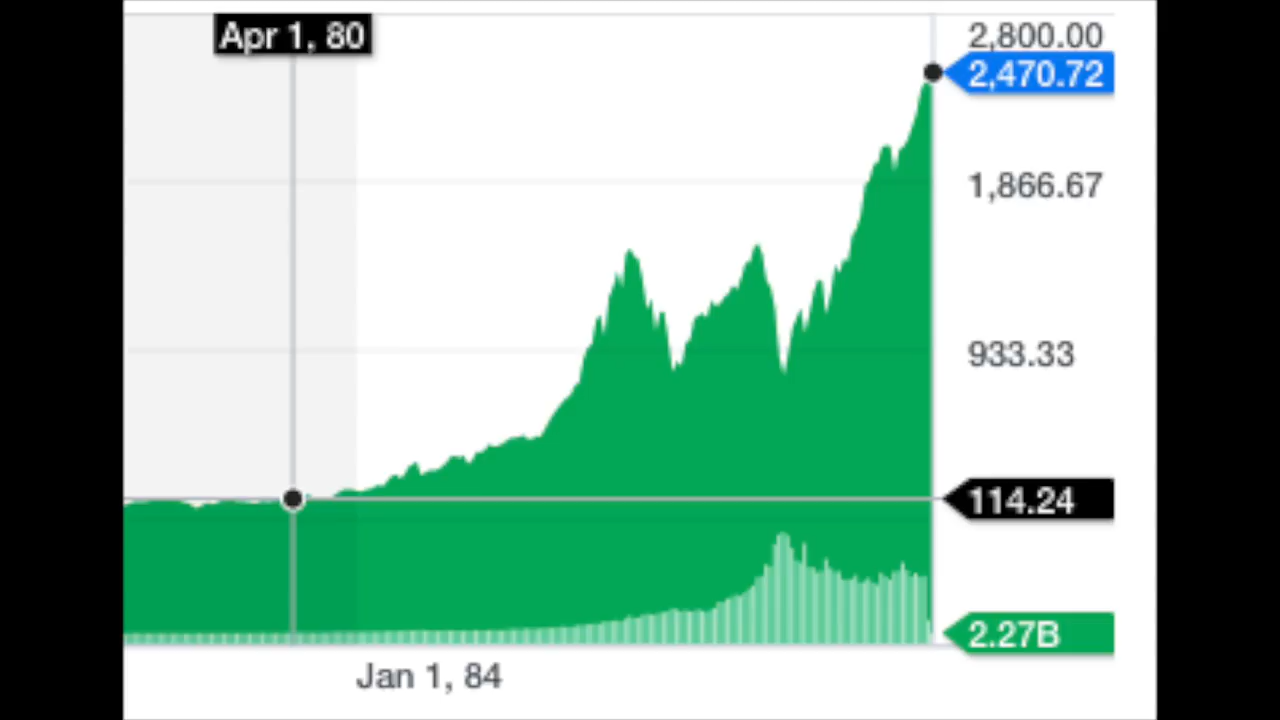 Apr 1, 80
2,800.00
2,470.72
1,866.67
933.33
114.24
2.27B
Jan 1, 84